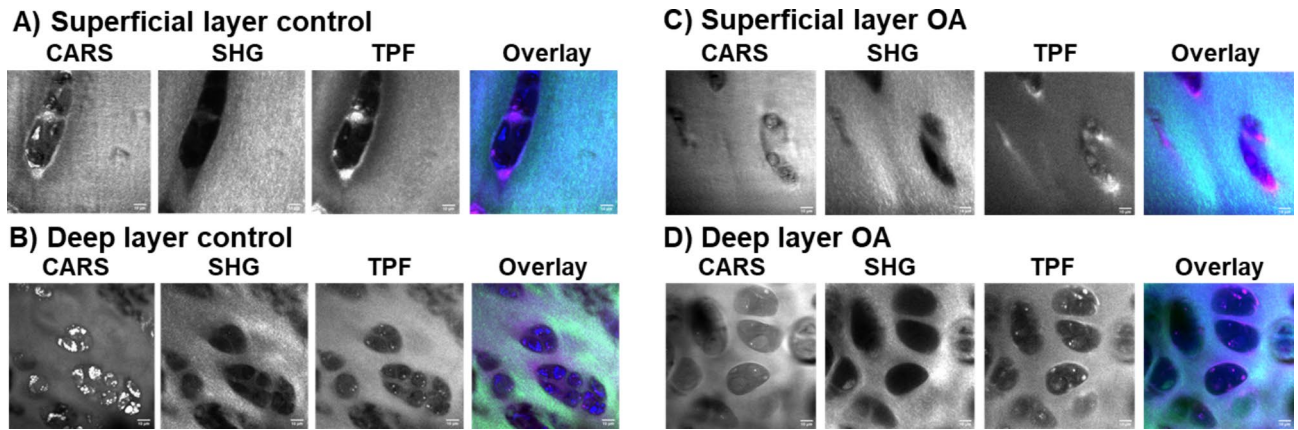 A) Superficial layer control
CARS SHG TPF Overlay
B) Deep layer control
CARS SHG TPF Overlay
C) Superficial layer OA
CARS SHG TPF Overlay
D) Deep layer OA
CARS SHG TPF Overlay